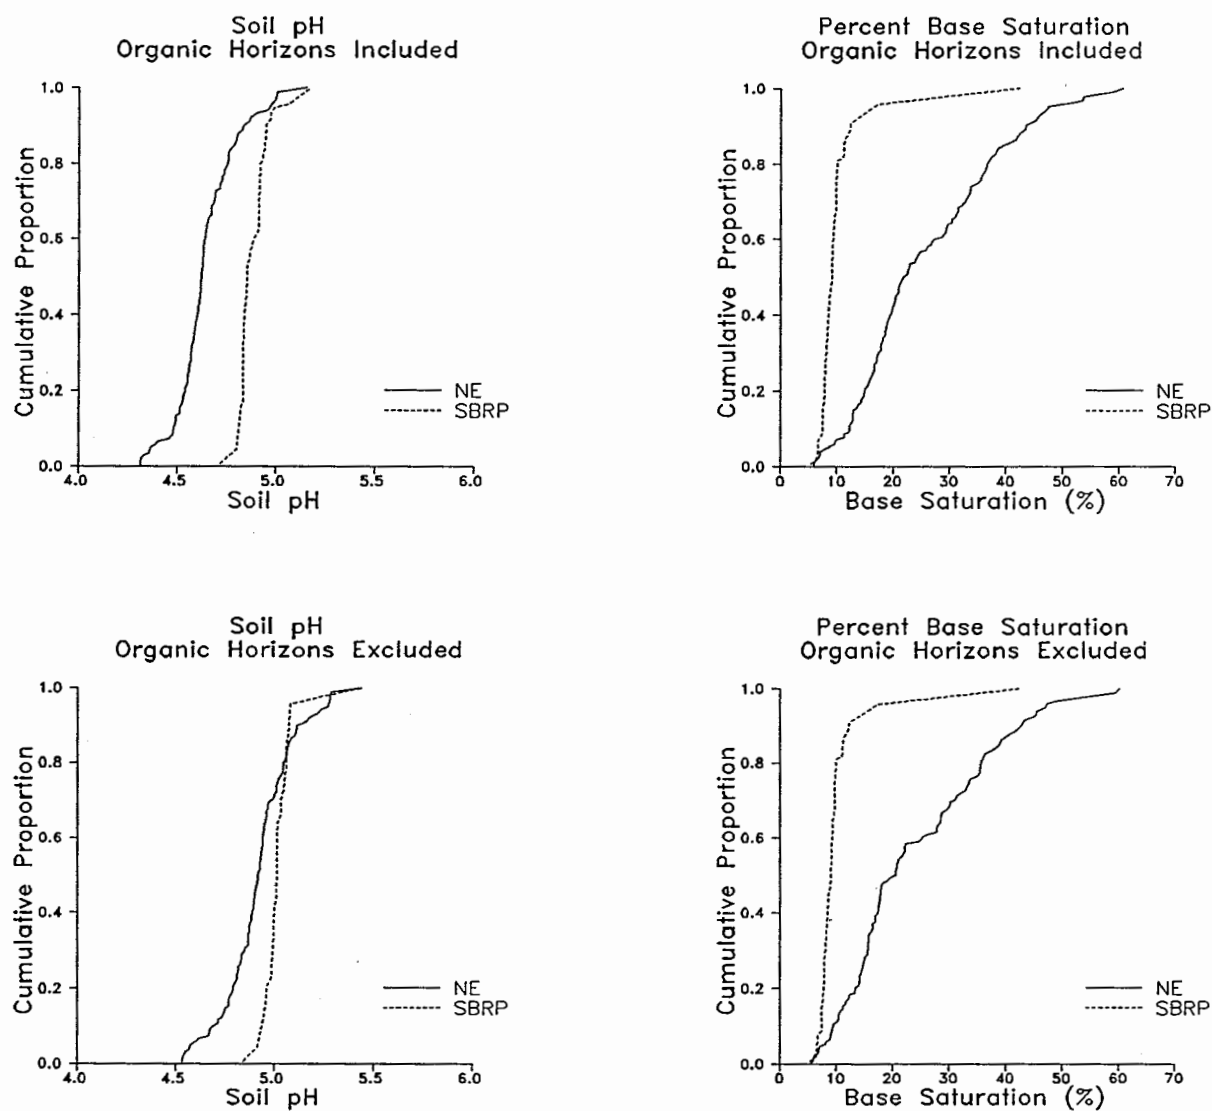 Soil pH
Organic Horizons Included
1.0
0.8
0.6
0.4
0.2
0.0
Cumulative Proportion
NE
SBRP
4.0 4.5 5.0 5.5 6.0
Soil pH
Percent Base Saturation
Organic Horizons Included
1.0
0.8
0.6
0.4
0.2
0.0
Cumulative Proportion
NE
SBRP
0 10 20 30 40 50 60 70
Base Saturation (%)
Soil pH
Organic Horizons Excluded
1.0
0.8
0.6
0.4
0.2
0.0
Cumulative Proportion
NE
SBRP
4.0 4.5 5.0 5.5 6.0
Soil pH
Percent Base Saturation
Organic Horizons Excluded
1.0
0.8
0.6
0.4
0.2
0.0
Cumulative Proportion
NE
SBRP
0 10 20 30 40 50 60 70
Base Saturation (%)